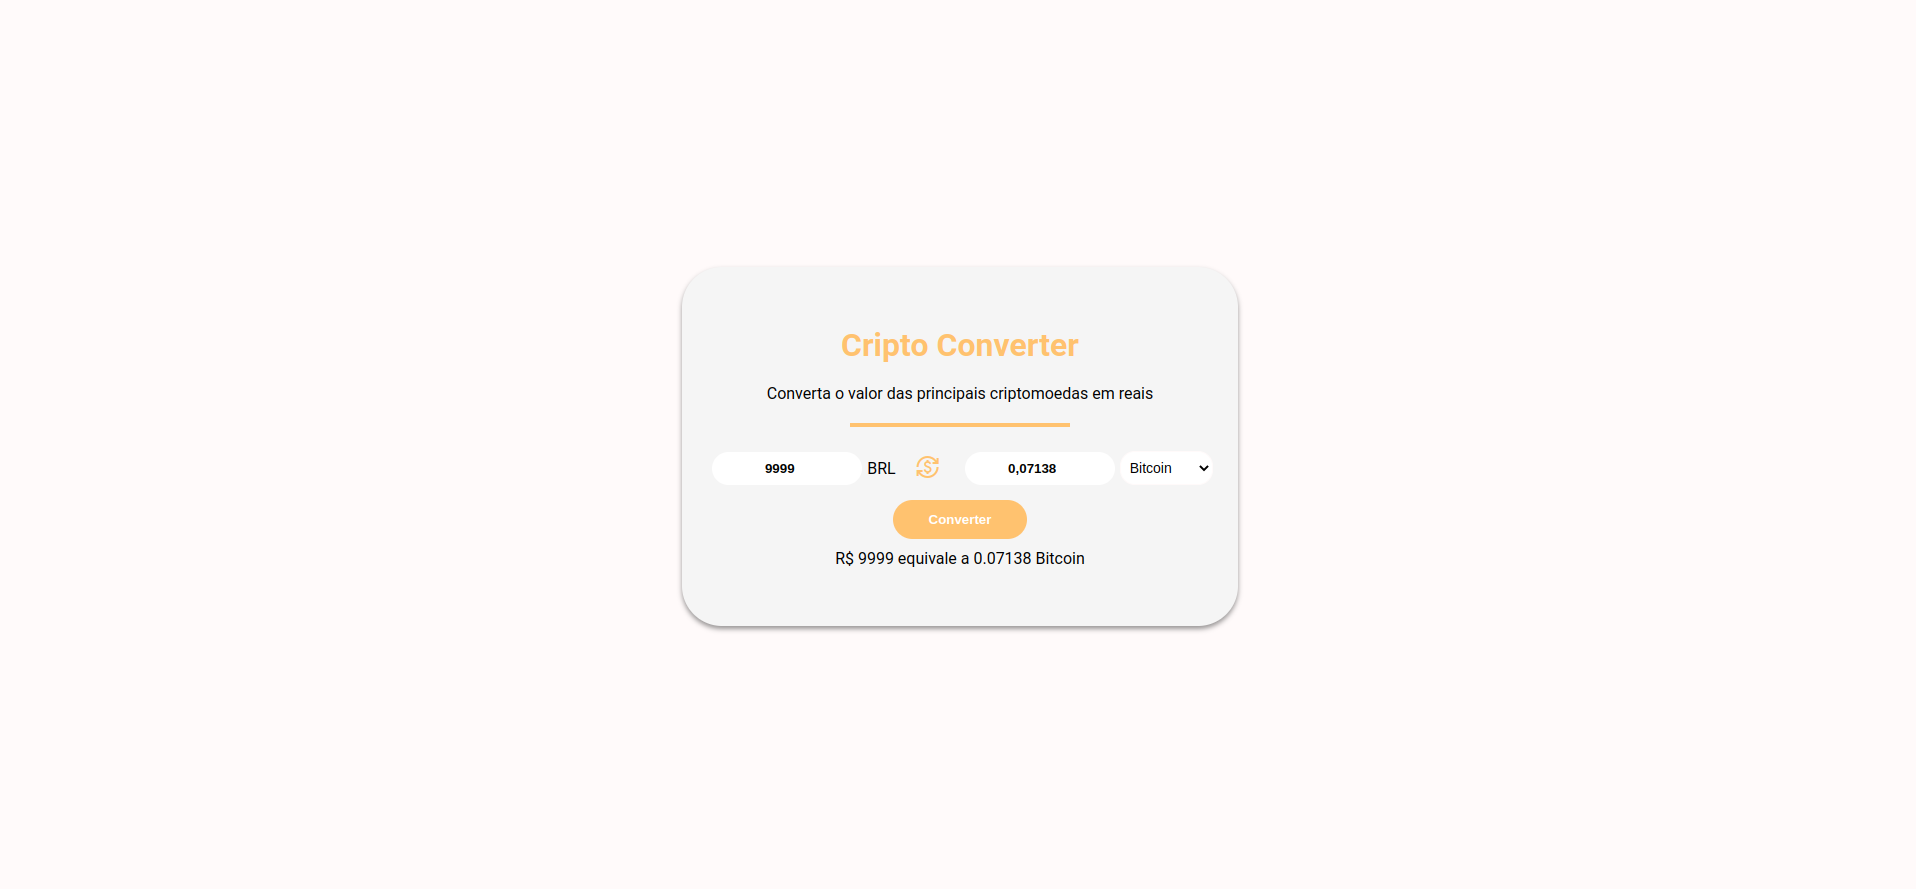 Cripto Converter
Converta o valor das principais criptomoedas em reais
9999 BRL 0,07138 Bitcoin
Converter
R$ 9999 equivale a 0.07138 Bitcoin